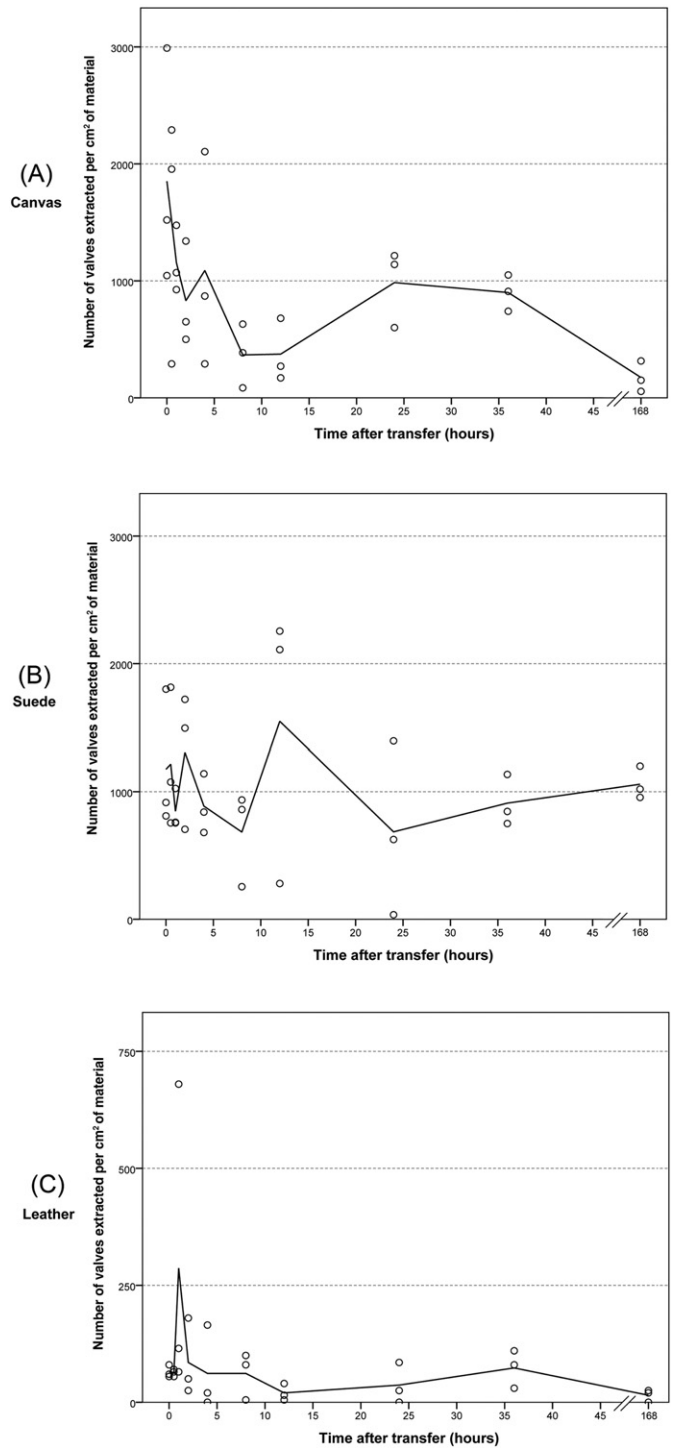 (A)
Canvas
Number of valves extracted per cm² of material
3000
2000
1000
0
0 5 10 15 20 25 30 35 40 45 168
Time after transfer (hours)
(B)
Suede
Number of valves extracted per cm² of material
3000
2000
1000
0
0 5 10 15 20 25 30 35 40 45 168
Time after transfer (hours)
(C)
Leather
Number of valves extracted per cm² of material
750
500
250
0
0 5 10 15 20 25 30 35 40 45 168
Time after transfer (hours)